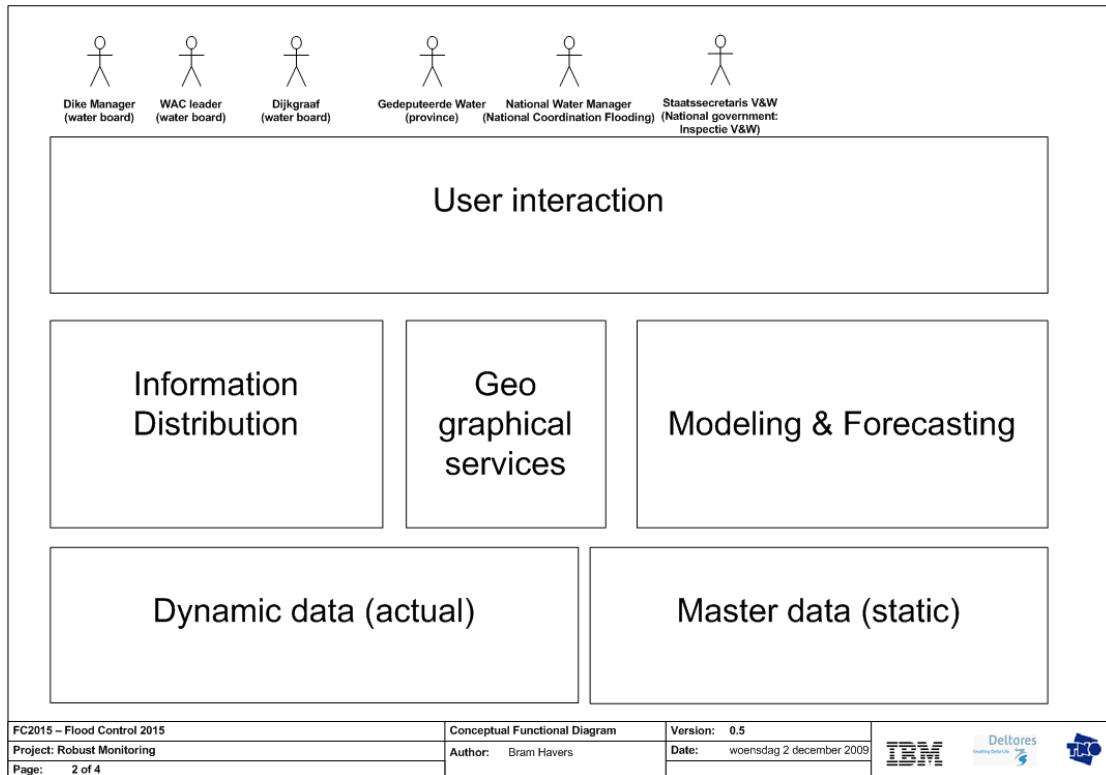 Dike Manager
(water board)
WAC leader
(water board)
Dijkgraaf
(water board)
Gedeputeerde Water
(province)
National Water Manager
(National Coordination Flooding)
Staatssecretaris V&W
(National government:
Inspectie V&W)
User interaction
Information
Distribution
Geo
graphical
services
Modeling & Forecasting
Dynamic data (actual)
Master data (static)
FC2015 – Flood Control 2015
Project: Robust Monitoring
Page: 2 of 4
Conceptual Functional Diagram
Author: Bram Havers
Version: 0.5
Date: woensdag 2 december 2009
IBM
Deltares
Enabling Delta Life
TNO